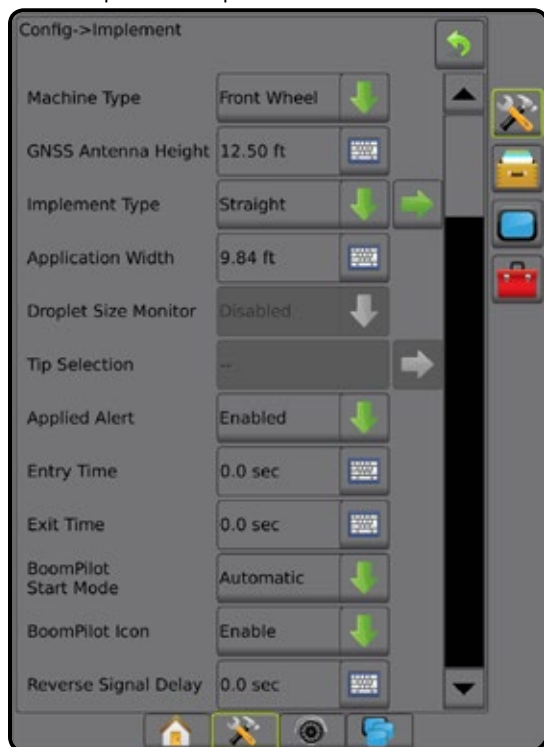 Config->Implement
Machine Type Front Wheel
GNSS Antenna Height 12.50 ft
Implement Type Straight
Application Width 9.84 ft
Droplet Size Monitor Disabled
Tip Selection --
Applied Alert Enabled
Entry Time 0.0 sec
Exit Time 0.0 sec
BoomPilot
Start Mode Automatic
BoomPilot Icon Enable
Reverse Signal Delay 0.0 sec